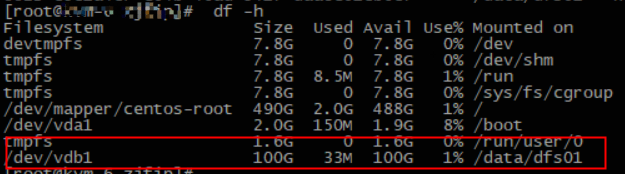 [root@kvm-6 zjfin]# df -h
Filesystem Size Used Avail Use% Mounted on
devtmpfs 7.8G 0 7.8G 0% /dev
tmpfs 7.8G 0 7.8G 0% /dev/shm
tmpfs 7.8G 8.5M 7.8G 1% /run
tmpfs 7.8G 0 7.8G 0% /sys/fs/cgroup
/dev/mapper/centos-root 490G 2.0G 488G 1% /
/dev/vda1 2.0G 150M 1.9G 8% /boot
tmpfs 1.6G 0 1.6G 0% /run/user/0
/dev/vdb1 100G 33M 100G 1% /data/dfs01